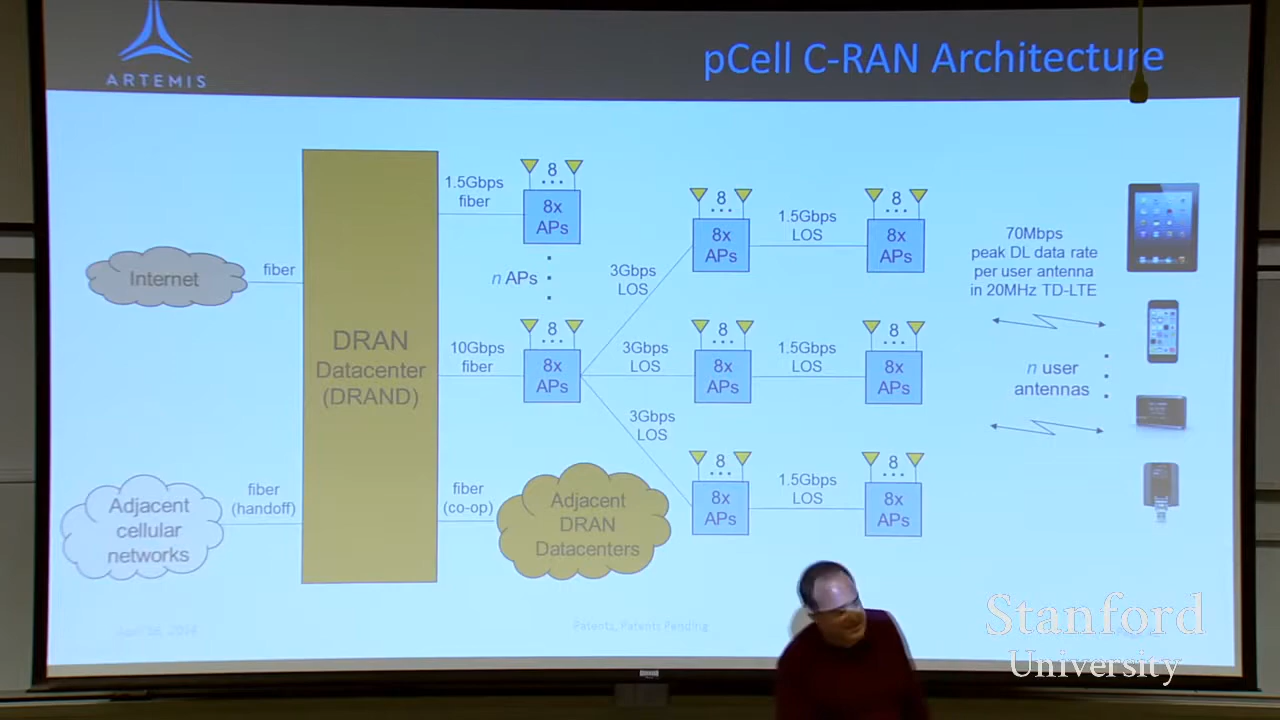 ARTEMIS
pCell C-RAN Architecture
Internet
fiber
Adjacent
cellular
networks
fiber
(handoff)
DRAN
Datacenter
(DRAND)
1.5Gbps
fiber
8
8x
APs
n APs
10Gbps
fiber
8
8x
APs
fiber
(co-op)
Adjacent
DRAN
Datacenters
3Gbps
LOS
8
8x
APs
1.5Gbps
LOS
8
8x
APs
3Gbps
LOS
8
8x
APs
1.5Gbps
LOS
8
8x
APs
3Gbps
LOS
8
8x
APs
1.5Gbps
LOS
8
8x
APs
70Mbps
peak DL data rate
per user antenna
in 20MHz TD-LTE
n user
antennas
Patents, Patents Pending
Stanford
University